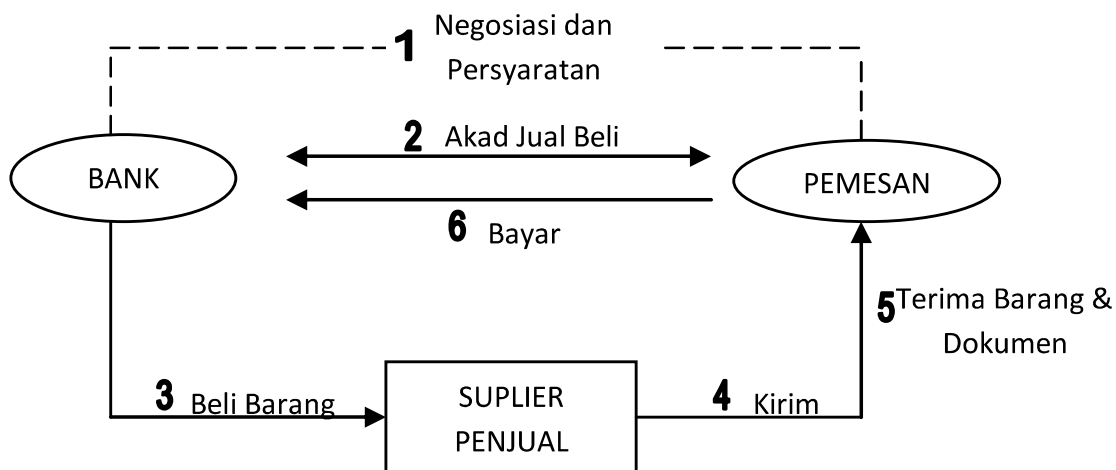 1 Negosiasi dan
Persyaratan
2 Akad Jual Beli
BANK
PEMESAN
6 Bayar
5 Terima Barang &
Dokumen
3 Beli Barang
SUPLIER
PENJUAL
4 Kirim